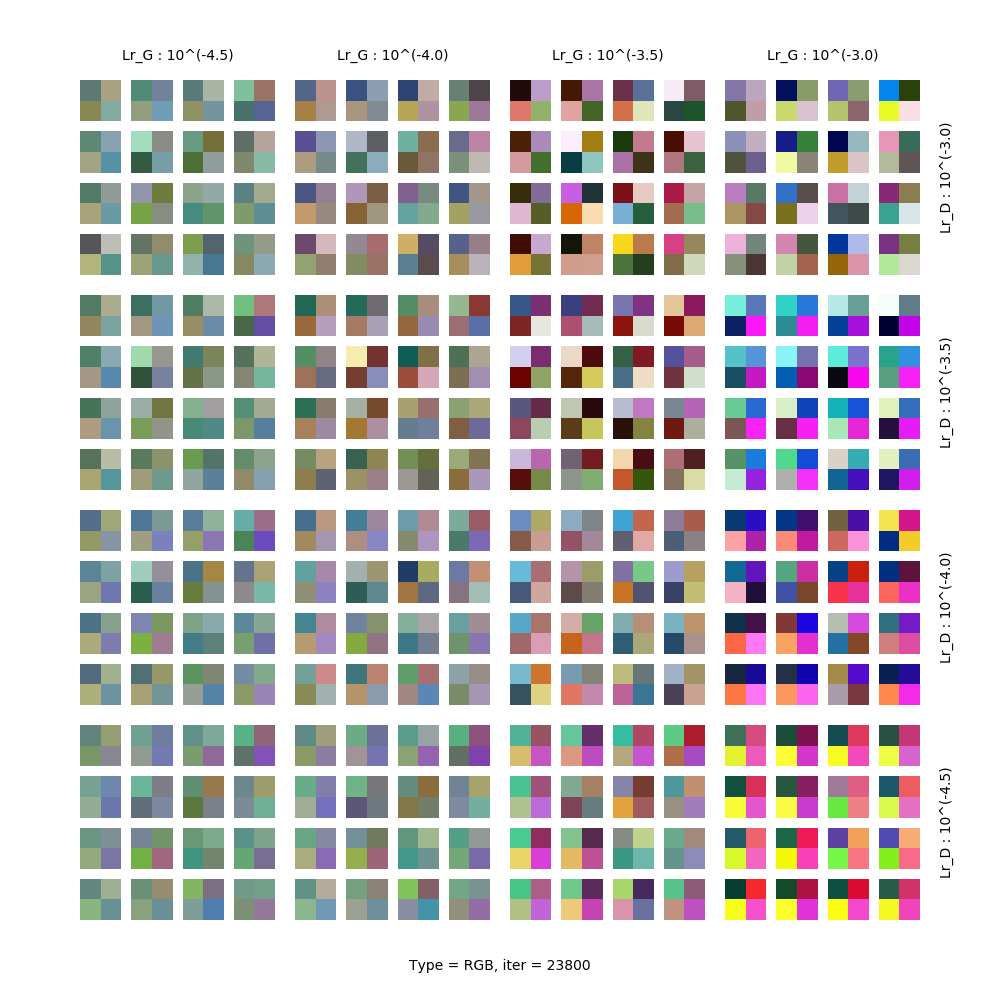 Lr_G : 10^(-4.5)
Lr_G : 10^(-4.0)
Lr_G : 10^(-3.5)
Lr_G : 10^(-3.0)
Lr_D : 10^(-3.0)
Lr_D : 10^(-3.5)
Lr_D : 10^(-4.0)
Lr_D : 10^(-4.5)
Type = RGB, iter = 23800